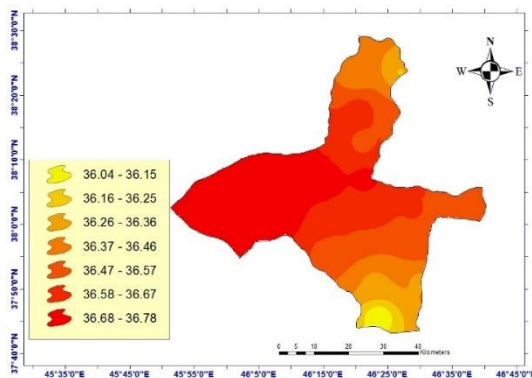 38°30'0"N
N
W E
S
38°20'0"N
38°10'0"N
38°0'0"N
37°50'0"N
37°40'0"N
36.04 - 36.15
36.16 - 36.25
36.26 - 36.36
36.37 - 36.46
36.47 - 36.57
36.58 - 36.67
36.68 - 36.78
0 5 10 20 30 40
Kilometers
45°35'0"E 45°45'0"E 45°55'0"E 46°5'0"E 46°15'0"E 46°25'0"E 46°35'0"E 46°45'0"E